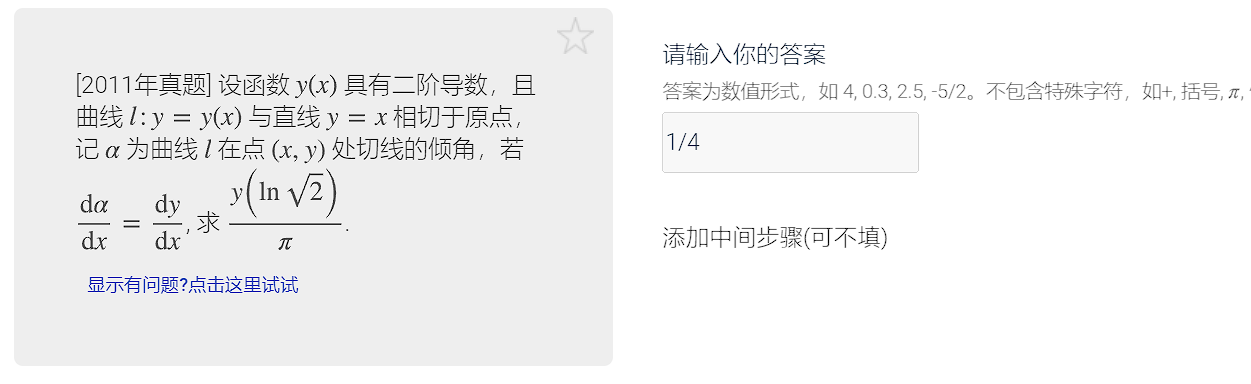 [2011年真题] 设函数 y(x) 具有二阶导数，且
曲线 l: y = y(x) 与直线 y = x 相切于原点，
记 α 为曲线 l 在点 (x, y) 处切线的倾角，若
dα/dx = dy/dx, 求 y(ln √2)/π.
显示有问题?点击这里试试
请输入你的答案
答案为数值形式，如 4, 0.3, 2.5, -5/2。不包含特殊字符，如+, 括号, π,
1/4
添加中间步骤(可不填)